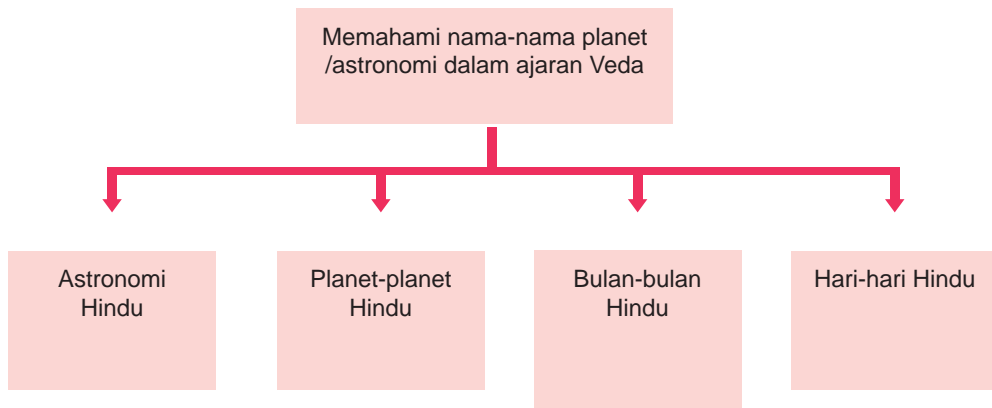 Memahami nama-nama planet
/astronomi dalam ajaran Veda
Astronomi
Hindu
Planet-planet
Hindu
Bulan-bulan
Hindu
Hari-hari Hindu